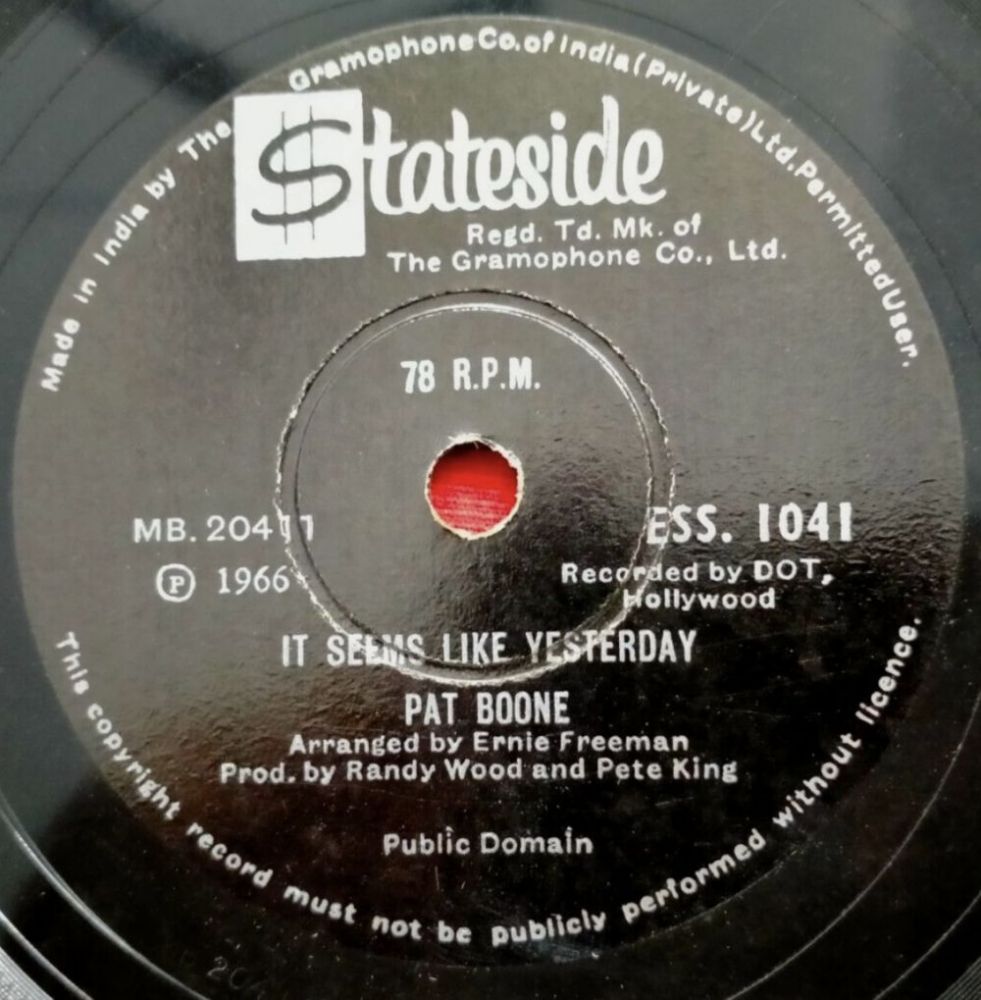 Made in India by The Gramophone Co. of India (Private) Ltd. Permitted User.
Stateside
Regd. Td. Mk. of
The Gramophone Co., Ltd.
78 R.P.M.
MB. 20411
ESS. 1041
℗ 1966
Recorded by DOT,
Hollywood
IT SEEMS LIKE YESTERDAY
PAT BOONE
Arranged by Ernie Freeman
Prod. by Randy Wood and Pete King
Public Domain
This copyright record must not be publicly performed without licence.